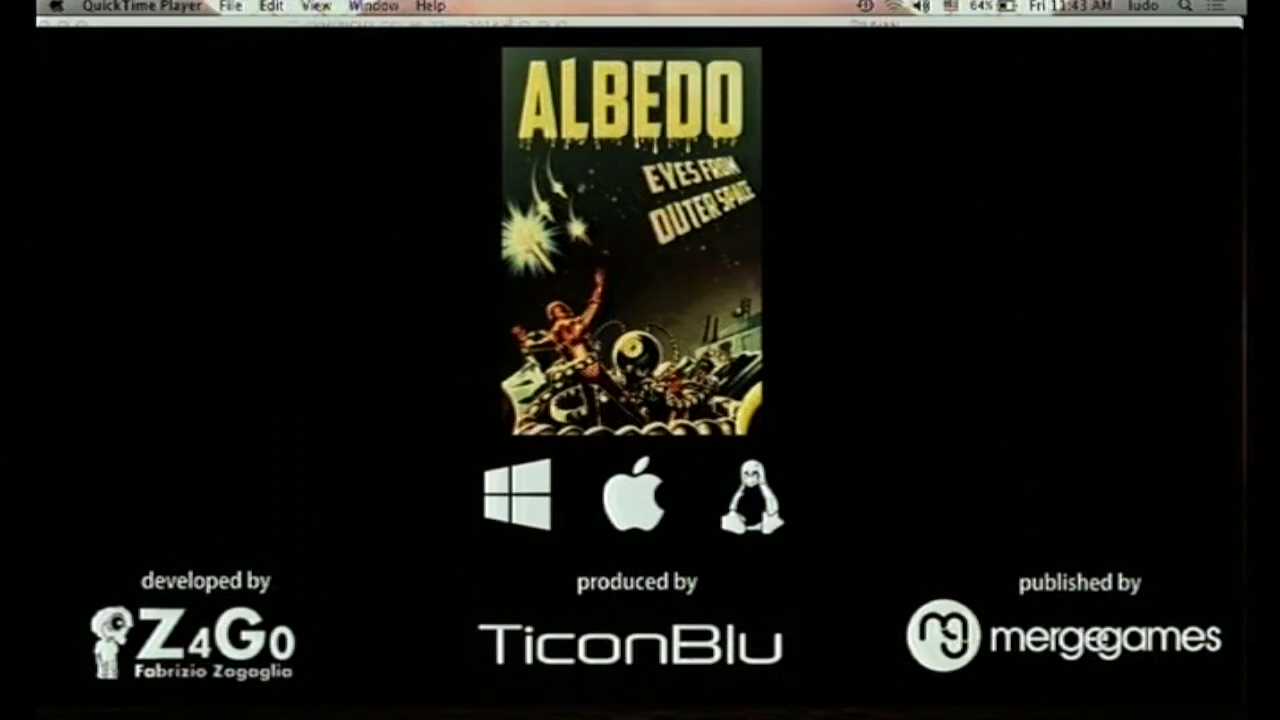 QuickTime Player File Edit View Window Help 64% Fri 11:43 AM ludo
ALBEDO
EYES FROM
OUTER SPACE
developed by
produced by
published by
Z4G0
Fabrizio Zagaglia
TiconBlu
mg mergegames